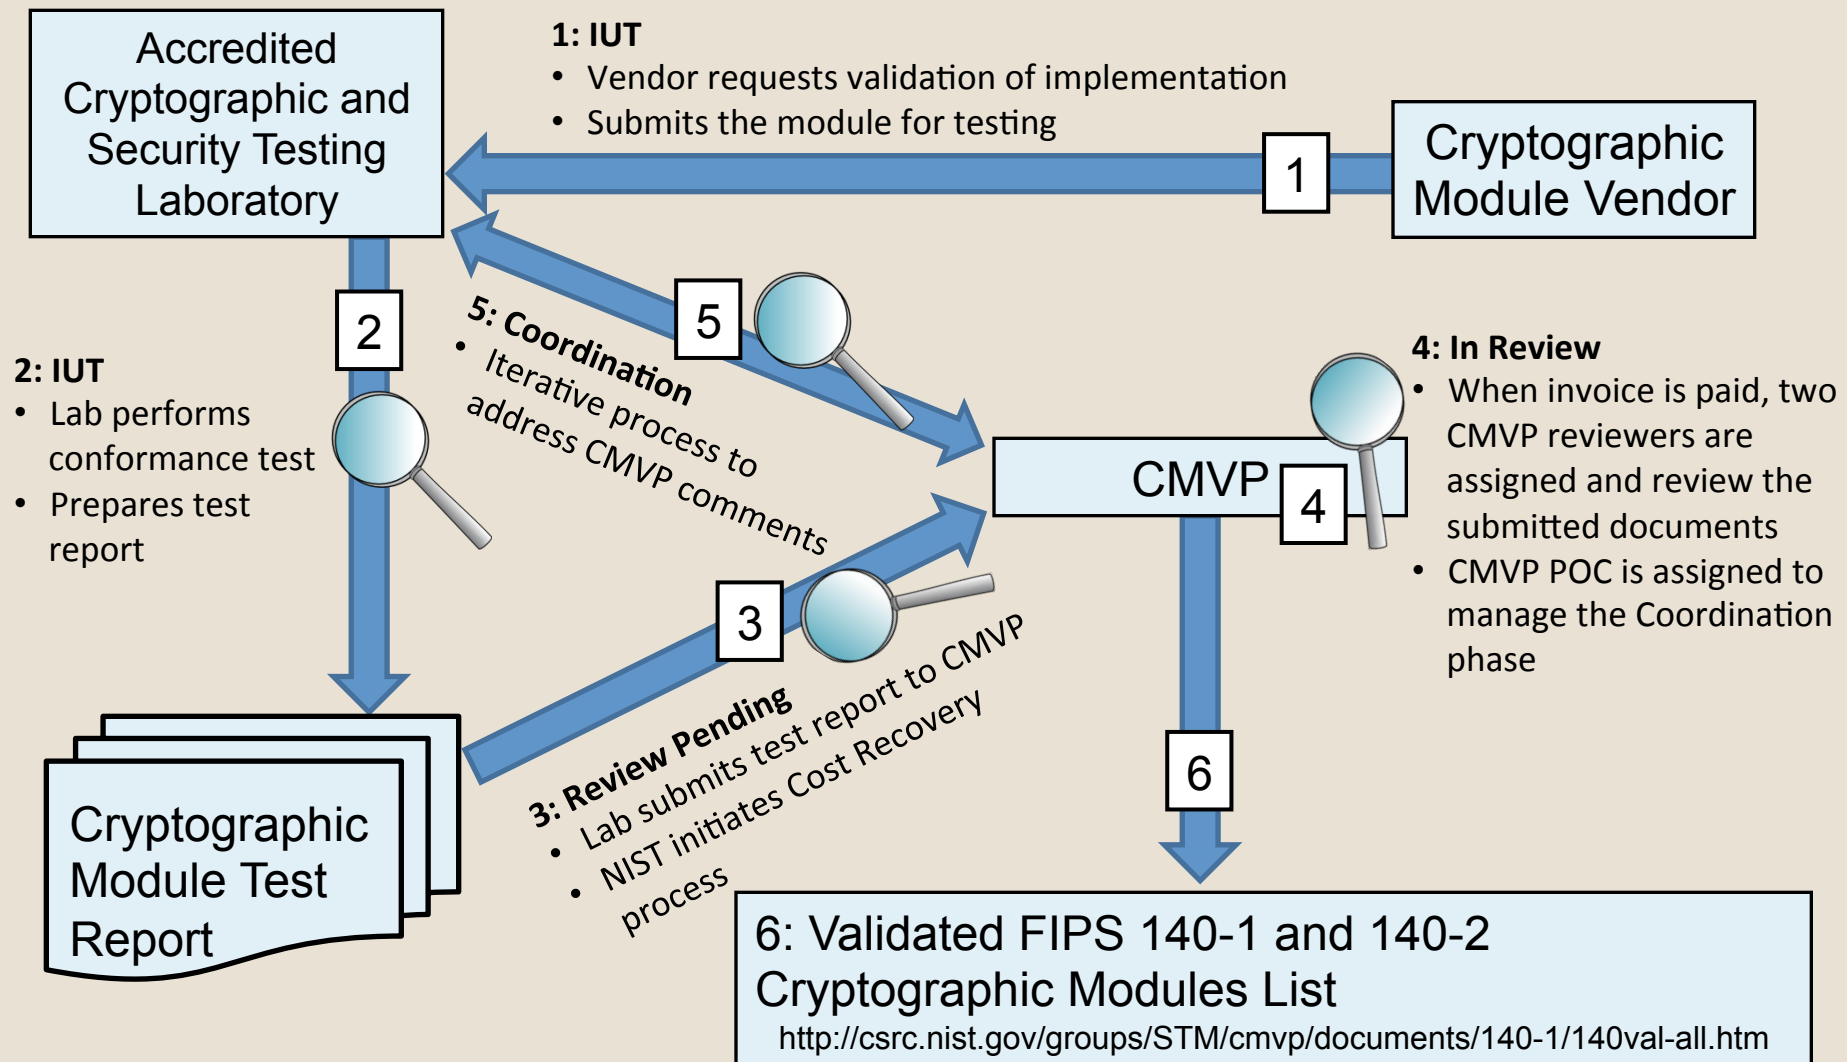 Accredited
Cryptographic and
Security Testing
Laboratory
1: IUT
• Vendor requests validation of implementation
• Submits the module for testing
1
Cryptographic
Module Vendor
2
2: IUT
• Lab performs
conformance test
• Prepares test
report
5
5: Coordination
• Iterative process to
address CMVP comments
4: In Review
• When invoice is paid, two
CMVP reviewers are
assigned and review the
submitted documents
• CMVP POC is assigned to
manage the Coordination
phase
CMVP
4
3
3: Review Pending
• Lab submits test report to CMVP
• NIST initiates Cost Recovery
process
6
Cryptographic
Module Test
Report
6: Validated FIPS 140-1 and 140-2
Cryptographic Modules List
http://csrc.nist.gov/groups/STM/cmvp/documents/140-1/140val-all.htm